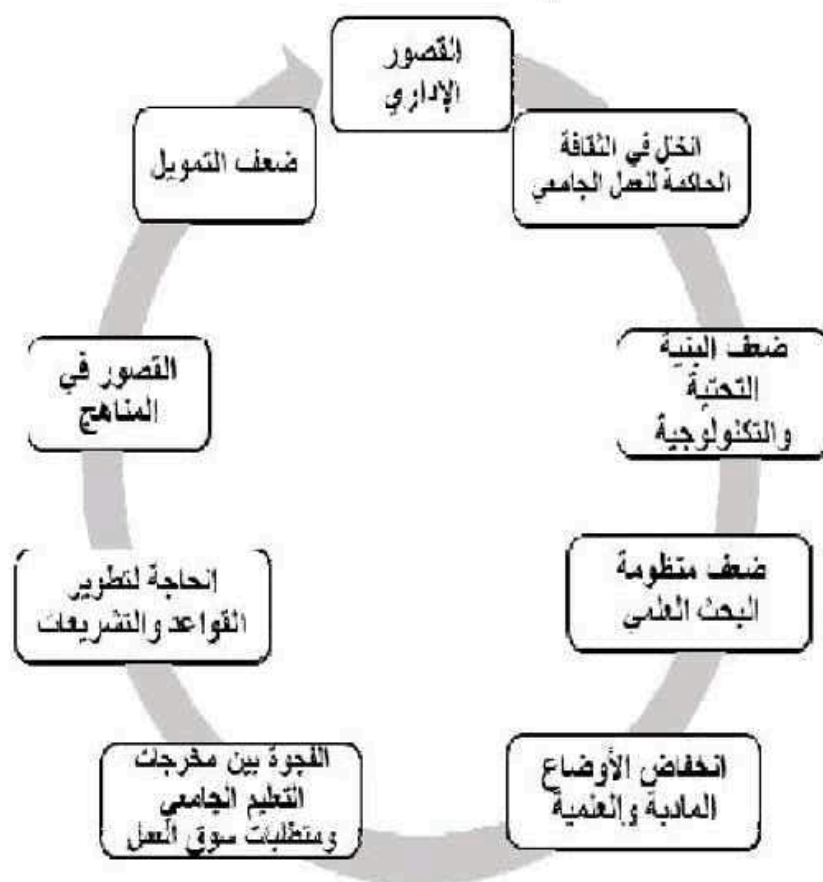 القصور
الإداري
الخلل في الثقافة
الحاكمة للعمل الجامعي
ضعف البنية
التحتية
والتكنولوجية
ضعف منظومة
البحث العلمي
انخفاض الأوضاع
المادية والعلمية
الفجوة بين مخرجات
التعليم الجامعي
ومتطلبات سوق العمل
الحاجة لتطوير
القواعد والتشريعات
القصور في
المناهج
ضعف التمويل